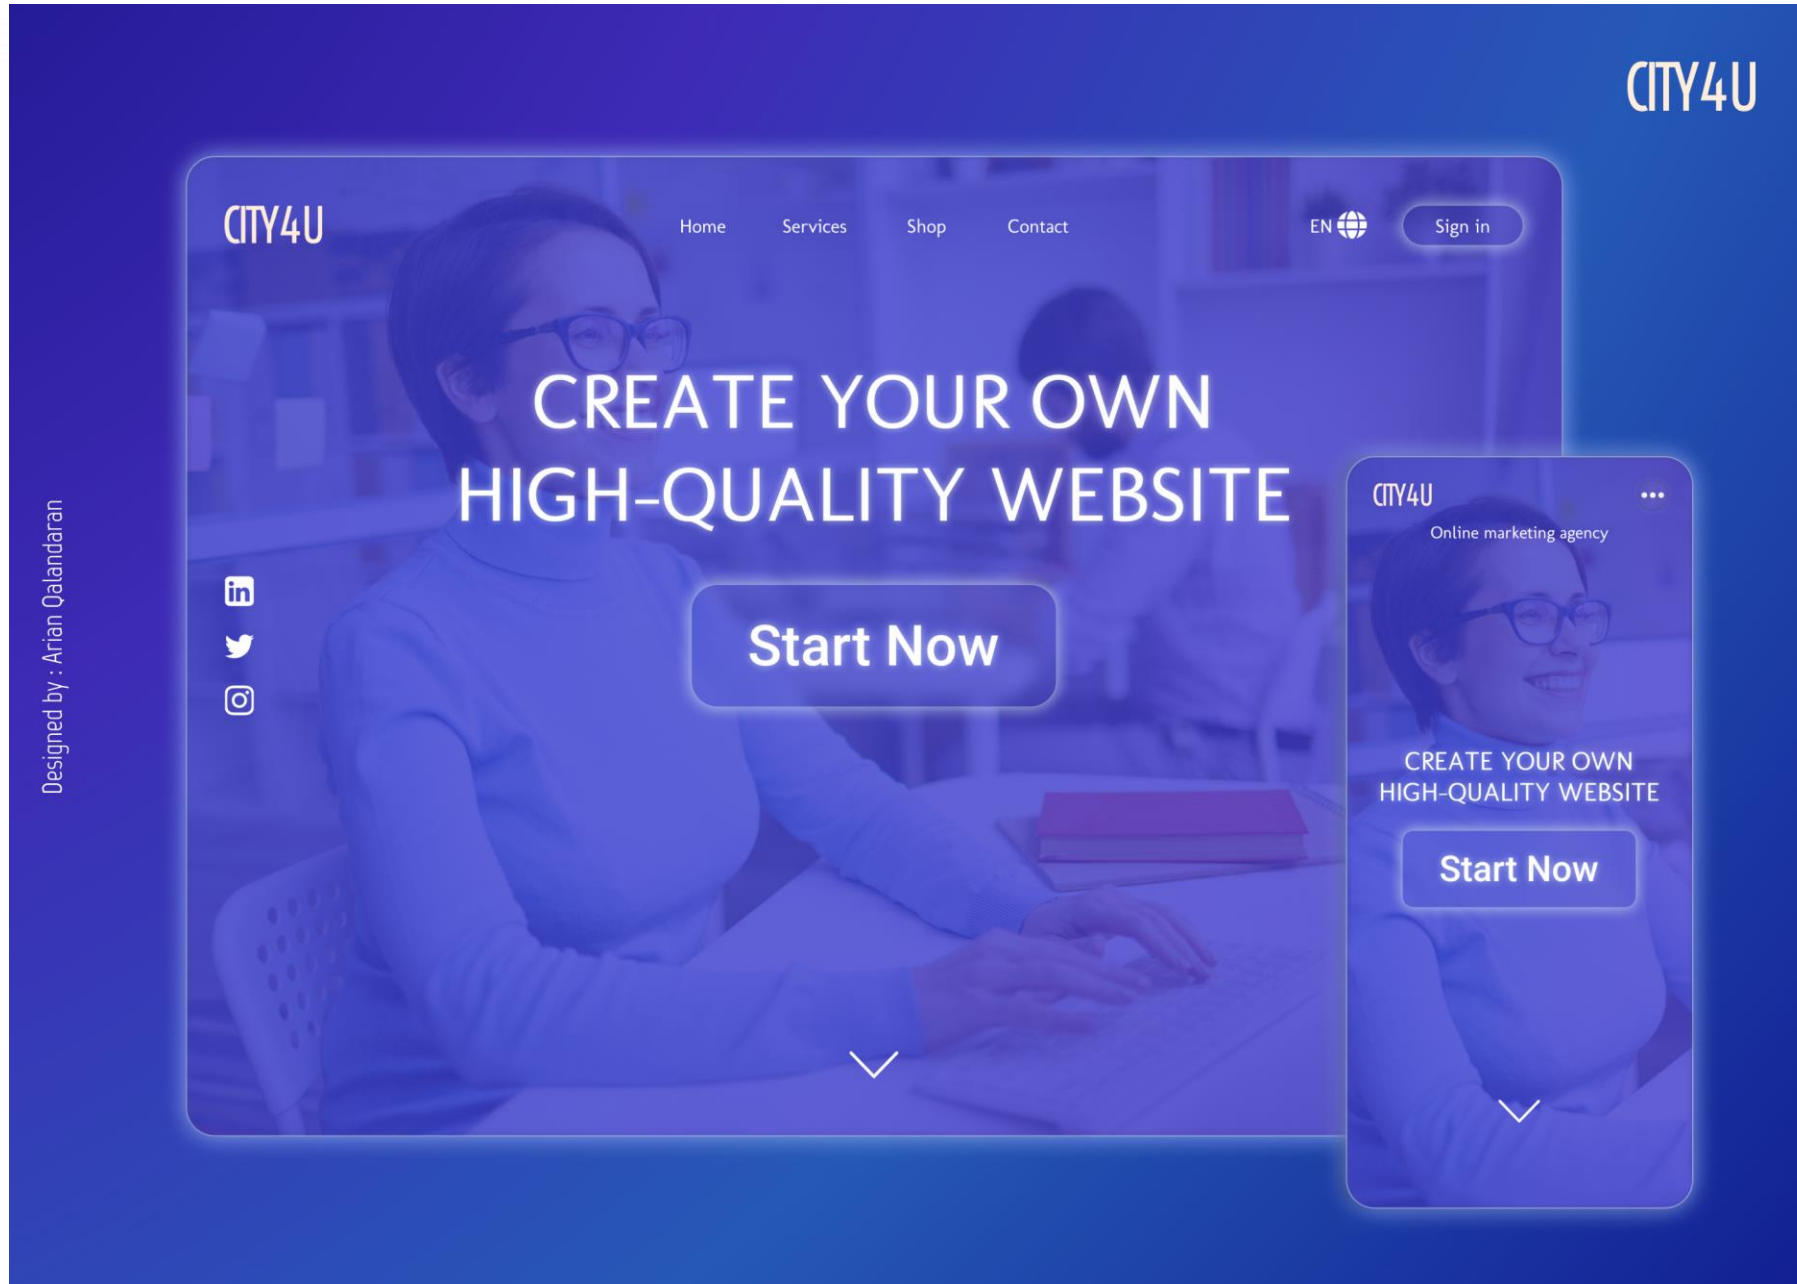 CITY4U
CITY4U
Home
Services
Shop
Contact
EN
Sign in
CREATE YOUR OWN
HIGH-QUALITY WEBSITE
Start Now
in
Designed by : Arian Qalandaran
CITY4U
Online marketing agency
CREATE YOUR OWN
HIGH-QUALITY WEBSITE
Start Now